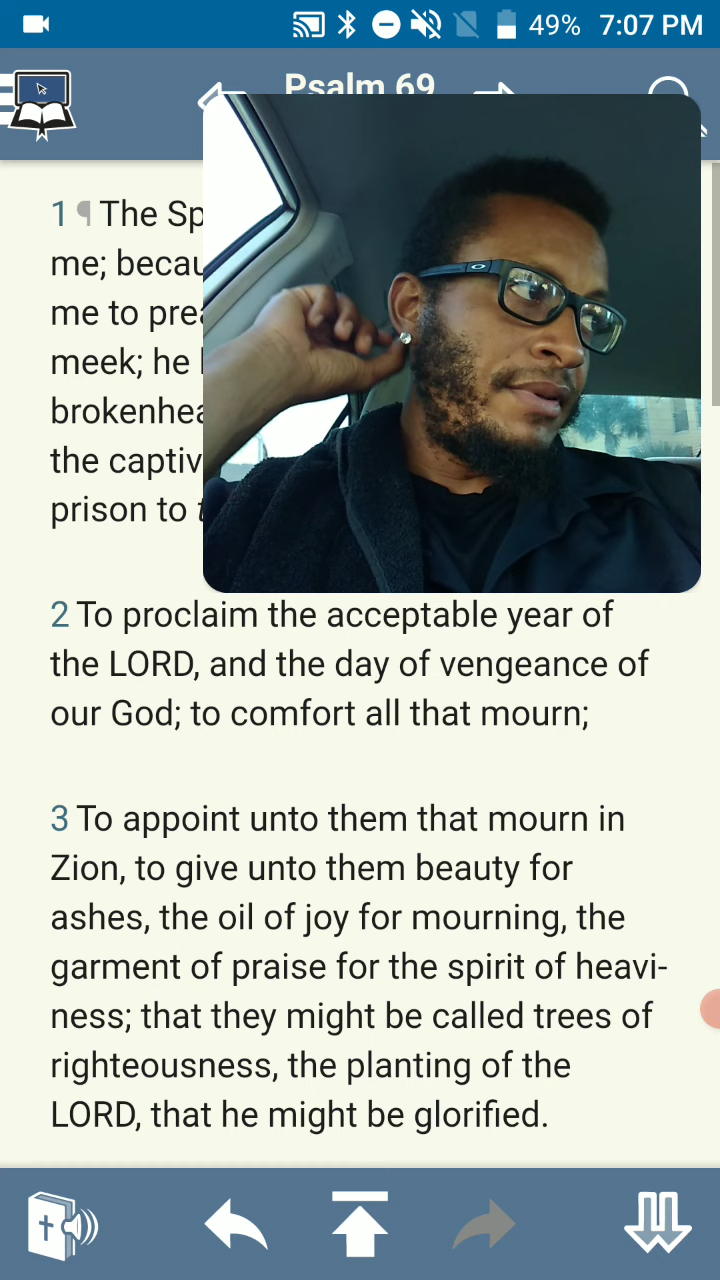 49% 7:07 PM
Psalm 69
1 ¶ The Sp
me; becau
me to prea
meek; he
brokenhea
the captiv
prison to
2 To proclaim the acceptable year of
the LORD, and the day of vengeance of
our God; to comfort all that mourn;
3 To appoint unto them that mourn in
Zion, to give unto them beauty for
ashes, the oil of joy for mourning, the
garment of praise for the spirit of heavi-
ness; that they might be called trees of
righteousness, the planting of the
LORD, that he might be glorified.